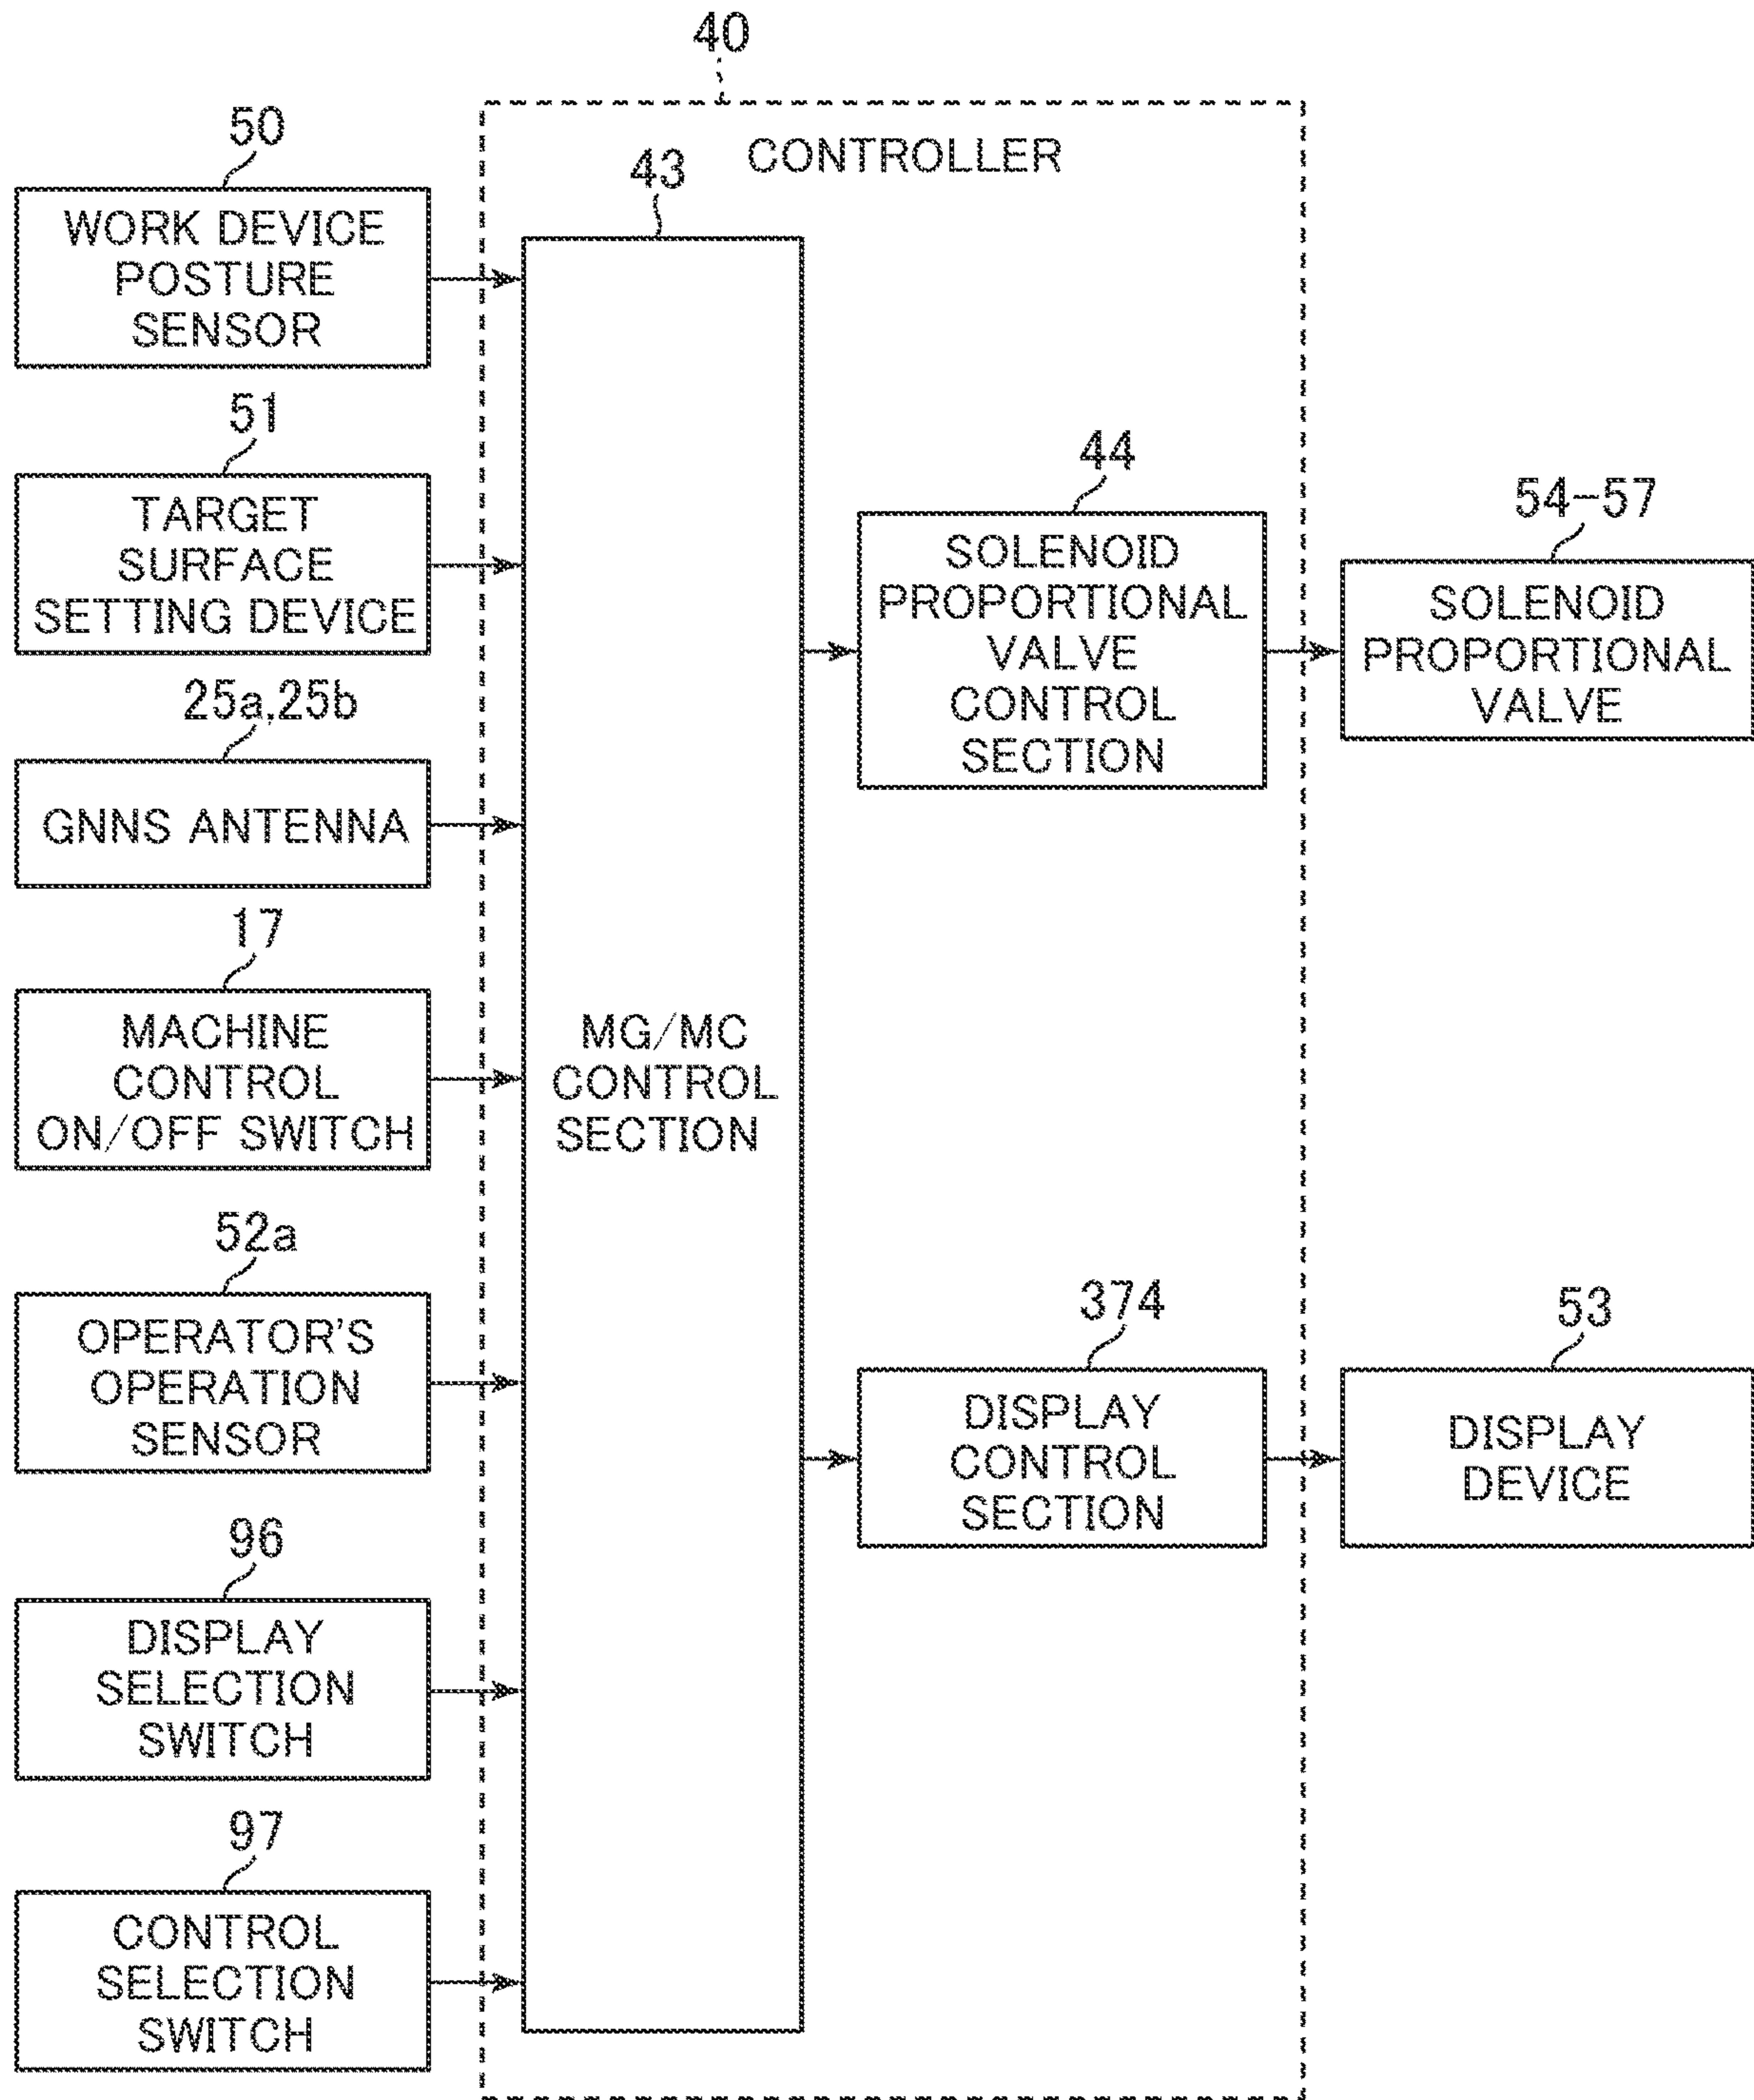 40
CONTROLLER
50
WORK DEVICE
POSTURE
SENSOR
51
TARGET
SURFACE
SETTING DEVICE
25a,25b
GNNS ANTENNA
17
MACHINE
CONTROL
ON/OFF SWITCH
52a
OPERATOR'S
OPERATION
SENSOR
96
DISPLAY
SELECTION
SWITCH
97
CONTROL
SELECTION
SWITCH
43
MG/MC
CONTROL
SECTION
44
SOLENOID
PROPORTIONAL
VALVE
CONTROL
SECTION
54-57
SOLENOID
PROPORTIONAL
VALVE
374
DISPLAY
CONTROL
SECTION
53
DISPLAY
DEVICE